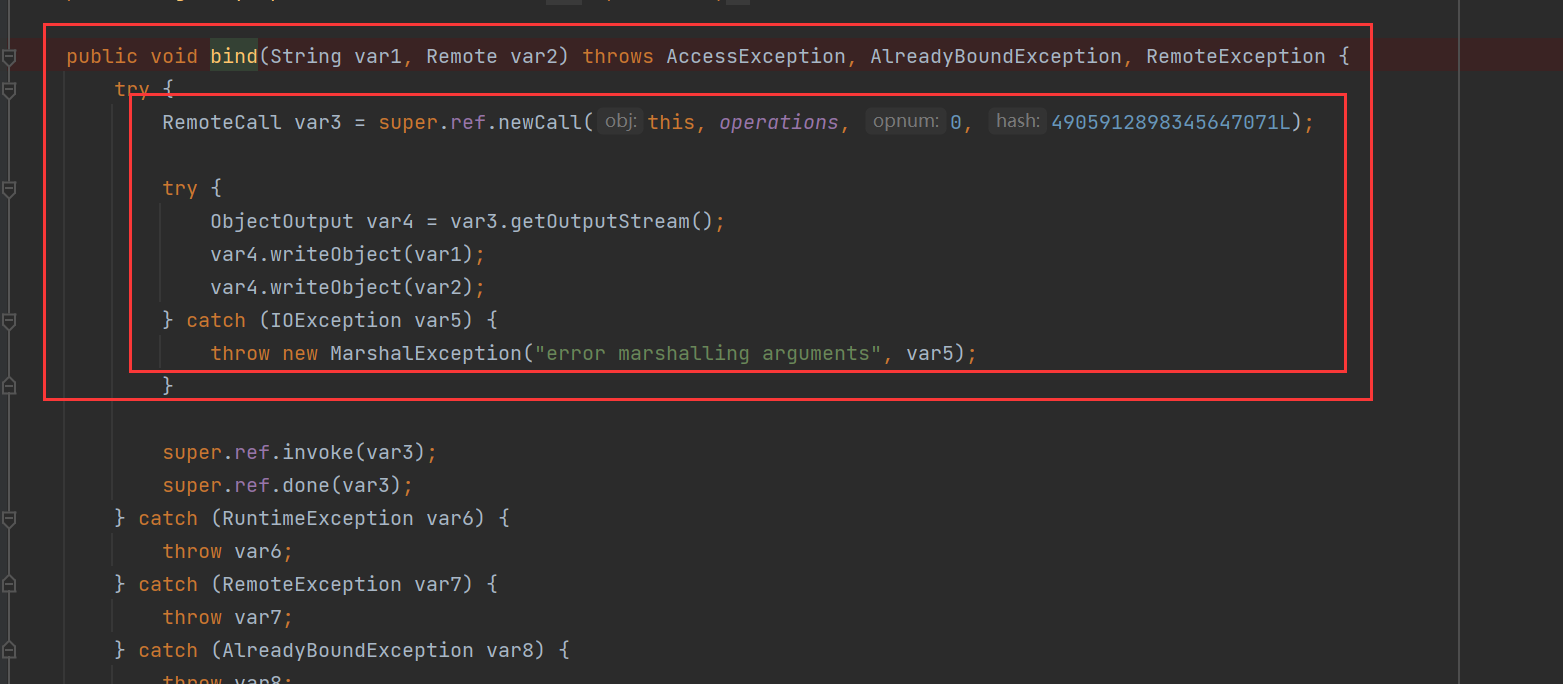 public void bind(String var1, Remote var2) throws AccessException, AlreadyBoundException, RemoteException {
try {
RemoteCall var3 = super.ref.newCall( obj: this, operations, opnum: 0, hash: 4905912898345647071L);
try {
ObjectOutput var4 = var3.getOutputStream();
var4.writeObject(var1);
var4.writeObject(var2);
} catch (IOException var5) {
throw new MarshalException("error marshalling arguments", var5);
}
super.ref.invoke(var3);
super.ref.done(var3);
} catch (RuntimeException var6) {
throw var6;
} catch (RemoteException var7) {
throw var7;
} catch (AlreadyBoundException var8) {
throw var8;